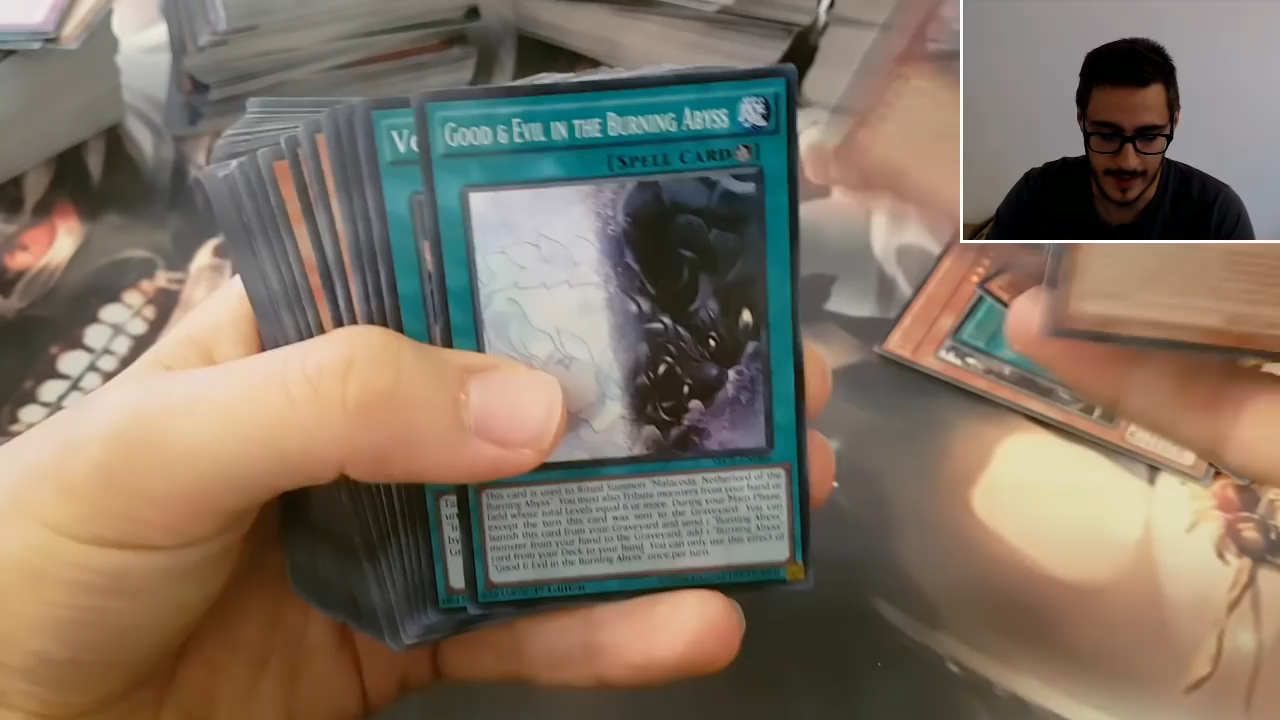 Vo
GOOD & EVIL IN THE BURNING ABYSS
[SPELL CARD]
This card is used to Ritual Summon "Malacoda, Netherlord of the
Burning Abyss". You must also Tribute monsters from your hand or
field whose total Levels equal 6 or more. During your Main Phase,
except the turn this card was sent to the Graveyard: You can
banish this card from your Graveyard and send 1 "Burning Abyss"
monster from your hand to the Graveyard; add 1 "Burning Abyss"
card from your Deck to your hand. You can only use this effect of
"Good & Evil in the Burning Abyss" once per turn.
1st Edition